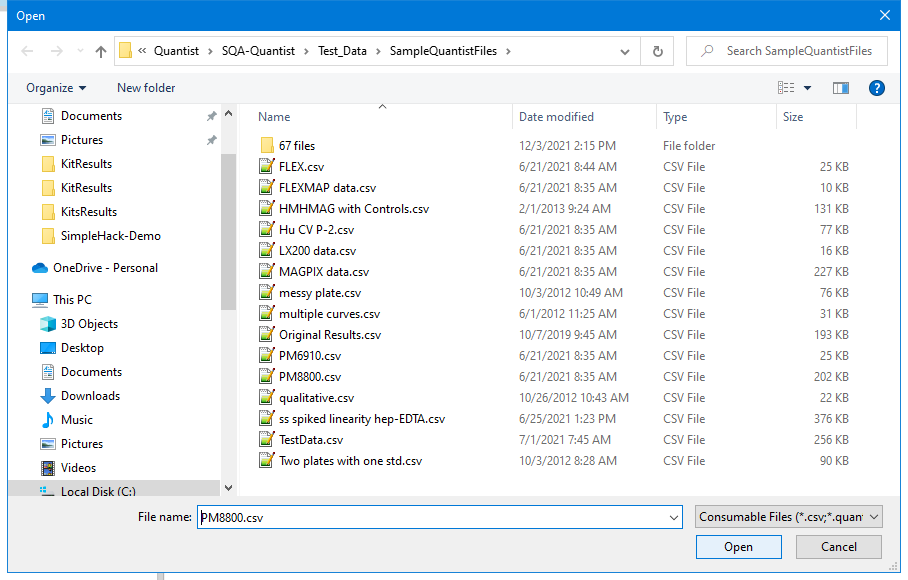 Open
« Quantist › SQA-Quantist › Test_Data › SampleQuantistFiles ›
Search SampleQuantistFiles
Organize New folder
?
Documents
Pictures
KitResults
KitResults
KitsResults
SimpleHack-Demo
OneDrive - Personal
This PC
3D Objects
Desktop
Documents
Downloads
Music
Pictures
Videos
Local Disk (C:)
Name Date modified Type Size
67 files 12/3/2021 2:15 PM File folder
FLEX.csv 6/21/2021 8:44 AM CSV File 25 KB
FLEXMAP data.csv 6/21/2021 8:35 AM CSV File 10 KB
HMHMAG with Controls.csv 2/1/2013 9:24 AM CSV File 131 KB
Hu CV P-2.csv 6/21/2021 8:35 AM CSV File 77 KB
LX200 data.csv 6/21/2021 8:35 AM CSV File 16 KB
MAGPIX data.csv 6/21/2021 8:35 AM CSV File 227 KB
messy plate.csv 10/3/2012 10:49 AM CSV File 76 KB
multiple curves.csv 6/1/2012 11:25 AM CSV File 31 KB
Original Results.csv 10/7/2019 9:45 AM CSV File 193 KB
PM6910.csv 6/21/2021 8:35 AM CSV File 25 KB
PM8800.csv 6/21/2021 8:35 AM CSV File 202 KB
qualitative.csv 10/26/2012 10:43 AM CSV File 22 KB
ss spiked linearity hep-EDTA.csv 6/25/2021 1:23 PM CSV File 376 KB
TestData.csv 7/1/2021 7:45 AM CSV File 256 KB
Two plates with one std.csv 10/3/2012 8:28 AM CSV File 90 KB
File name: PM8800.csv
Consumable Files (*.csv;*.quan
Open Cancel